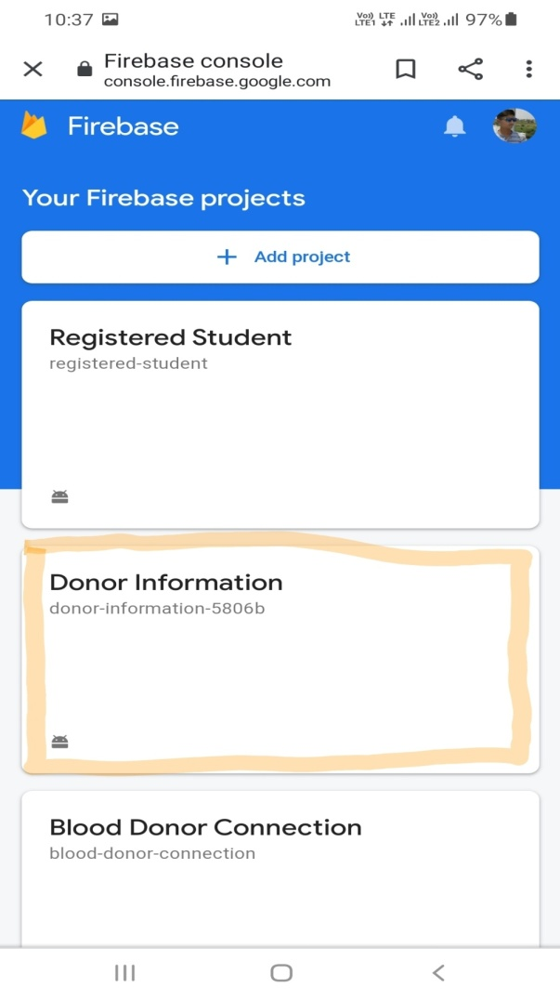 10:37 Vo)) LTE LTE1 Vo)) LTE2 97%
Firebase console
console.firebase.google.com
Firebase
Your Firebase projects
+ Add project
Registered Student
registered-student
Donor Information
donor-information-5806b
Blood Donor Connection
blood-donor-connection